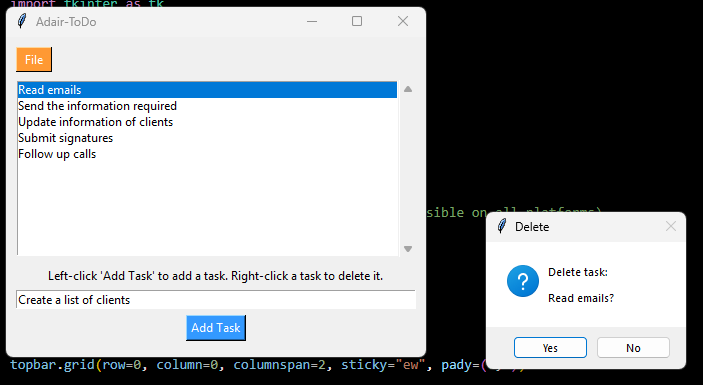 import tkinter as tk
Adair-ToDo
File
Read emails
Send the information required
Update information of clients
Submit signatures
Follow up calls
sible on all platforms)
Left-click 'Add Task' to add a task. Right-click a task to delete it.
Create a list of clients
Add Task
Delete
Delete task:
Read emails?
Yes
No
topbar.grid(row=0, column=0, columnspan=2, sticky="ew", pady=(